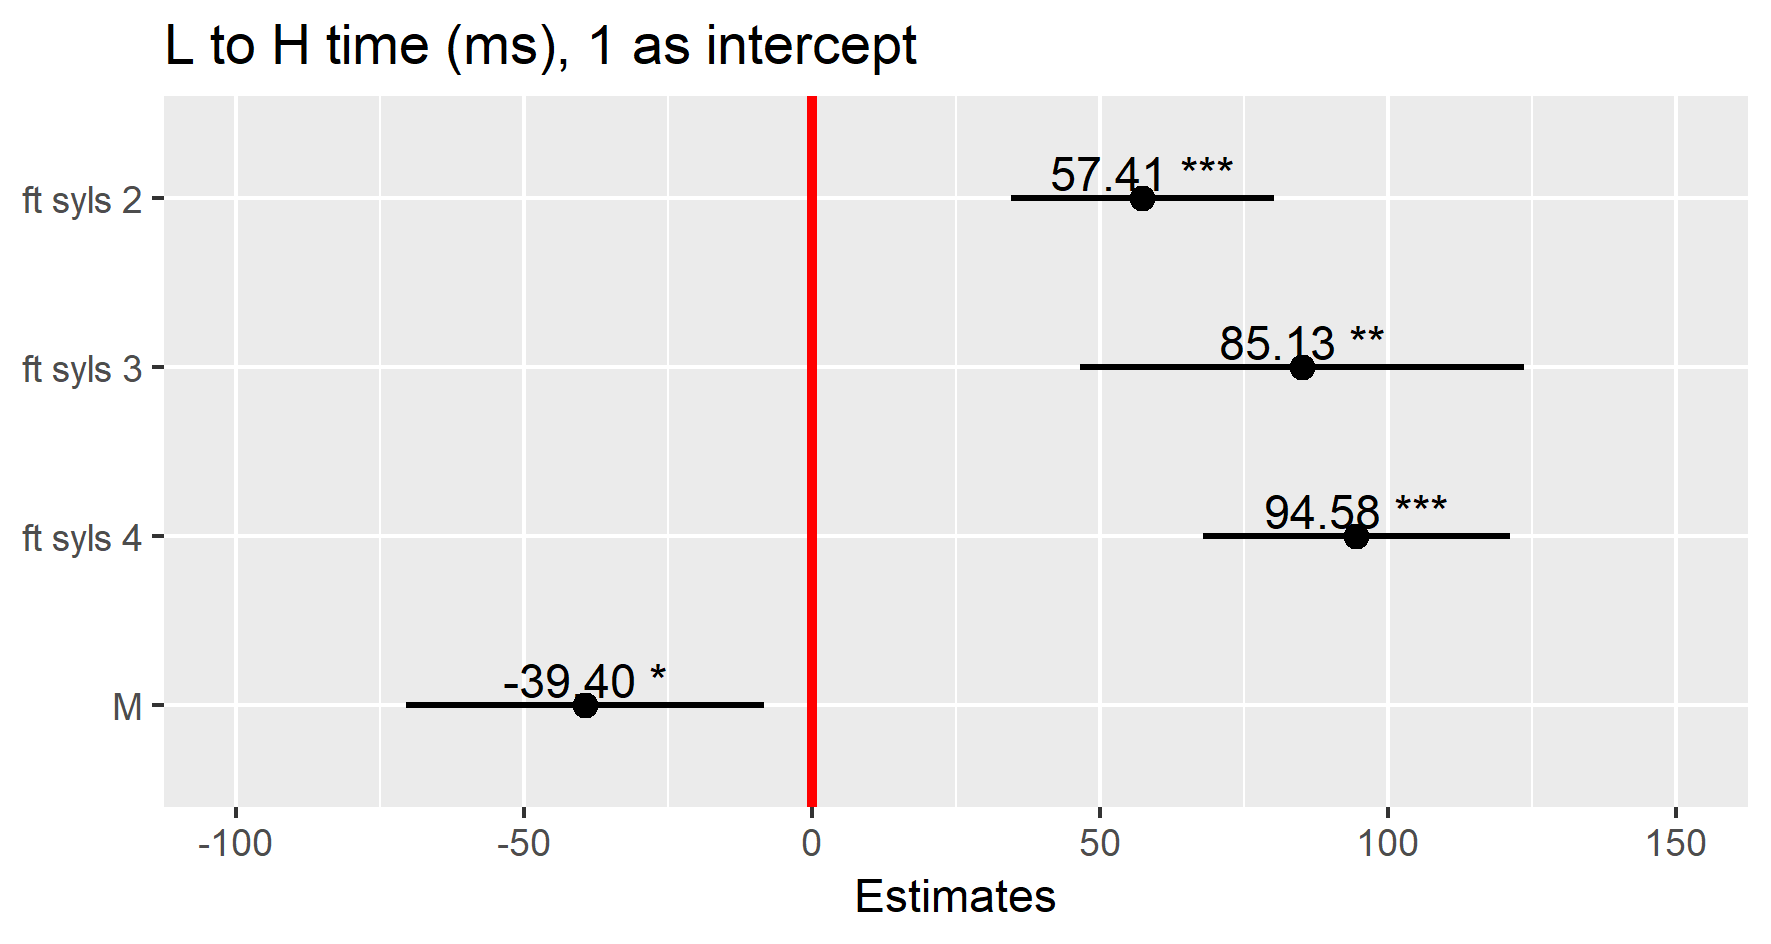 L to H time (ms), 1 as intercept
ft syls 2
57.41 ***
ft syls 3
85.13 **
ft syls 4
94.58 ***
M
-39.40 *
-100
-50
0
50
100
150
Estimates